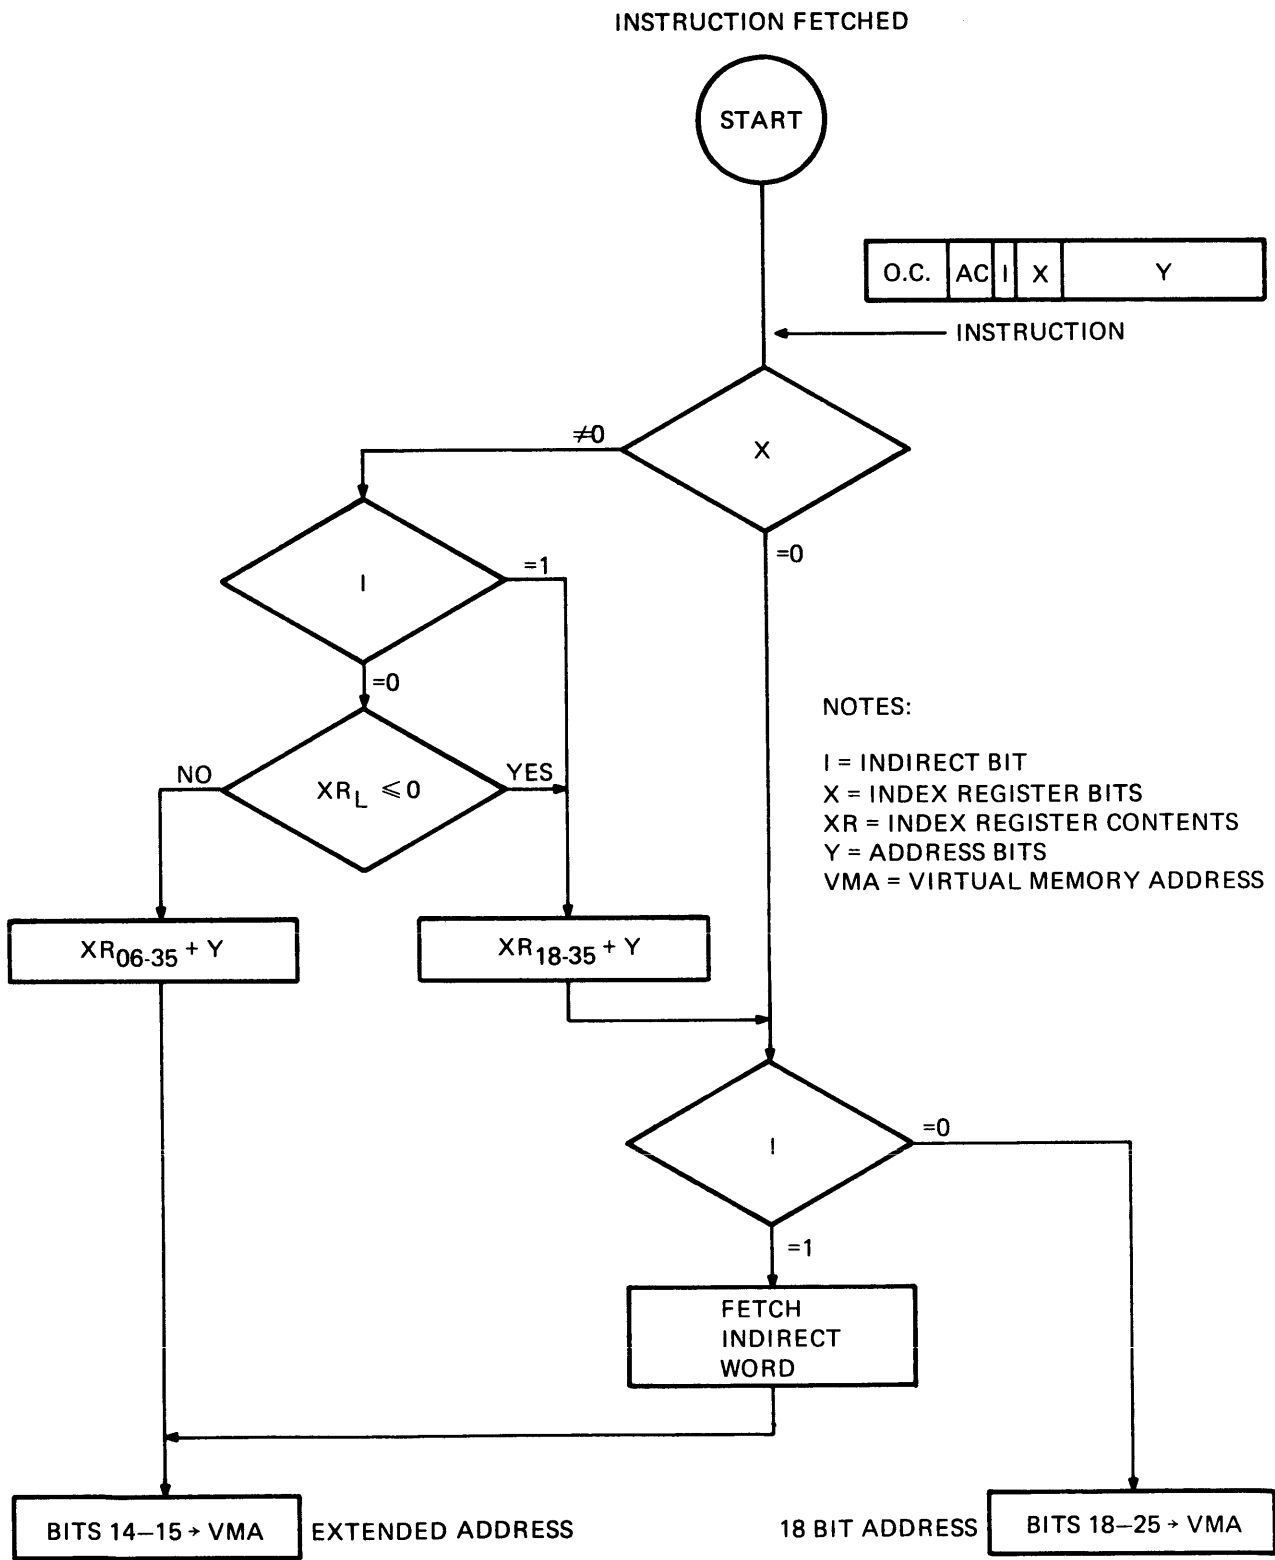 INSTRUCTION FETCHED
START
O.C. AC I X Y
INSTRUCTION
≠0
X
=0
I
=1
=0
NO
XR_L ≤ 0
YES
NOTES:
I = INDIRECT BIT
X = INDEX REGISTER BITS
XR = INDEX REGISTER CONTENTS
Y = ADDRESS BITS
VMA = VIRTUAL MEMORY ADDRESS
XR06-35 + Y
XR18-35 + Y
I
=0
=1
FETCH
INDIRECT
WORD
BITS 14–15 → VMA
EXTENDED ADDRESS
18 BIT ADDRESS
BITS 18–25 → VMA